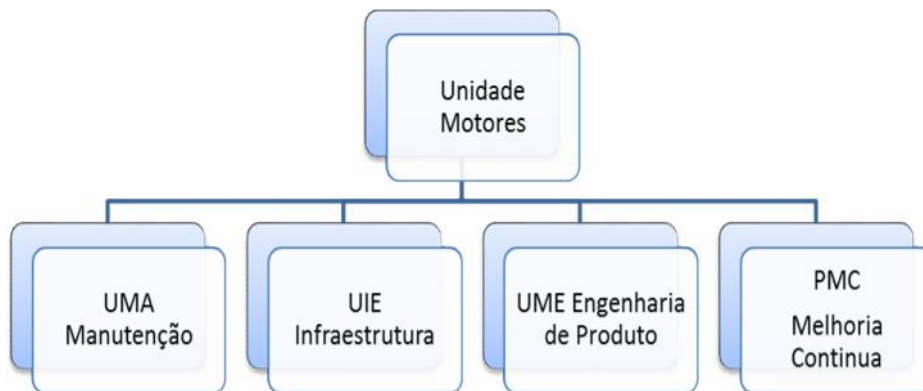 Unidade
Motores
UMA
Manutenção
UIE
Infraestrutura
UME Engenharia
de Produto
PMC
Melhoria
Continua